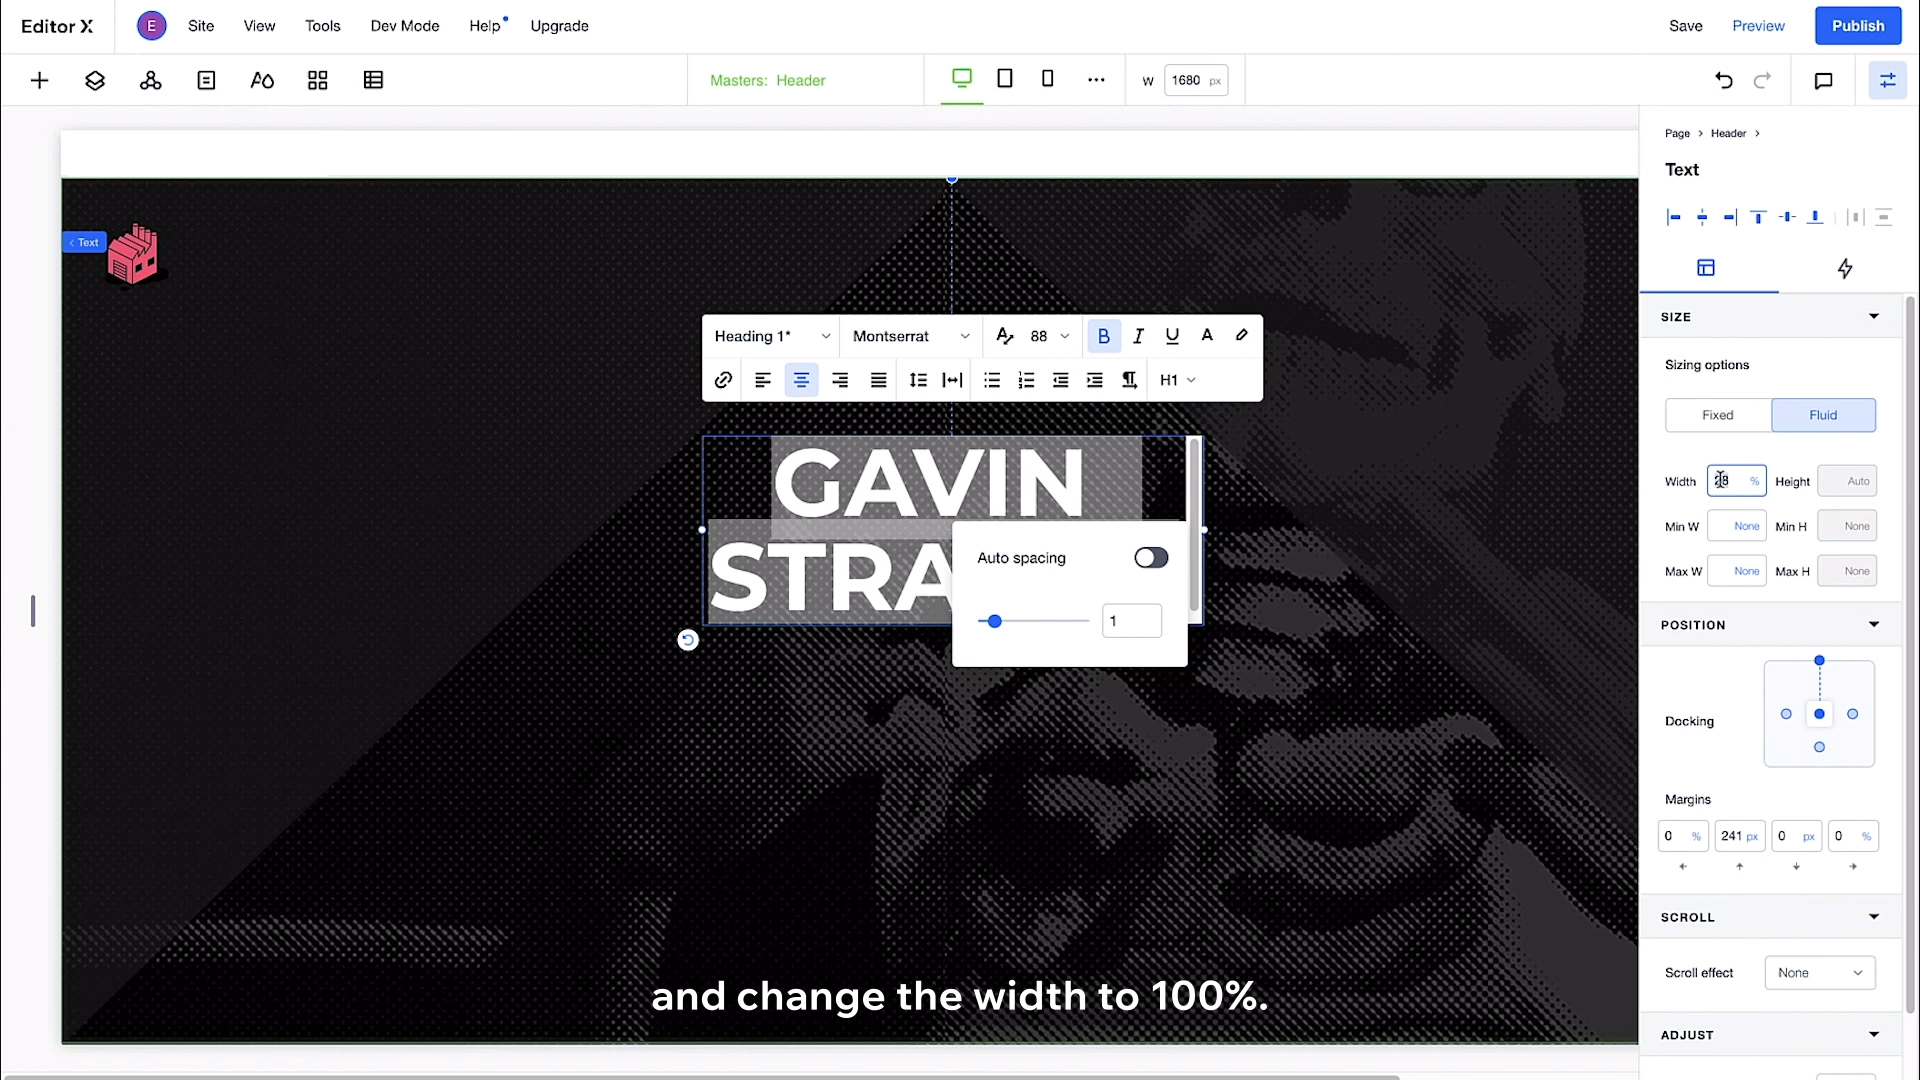 Editor X
E
Site
View
Tools
Dev Mode
Help
Upgrade
Save
Preview
Publish
Masters: Header
W 1680 px
Page > Header >
Text
< Text
Heading 1*
Montserrat
88
B
I
U
A
H1
SIZE
Sizing options
Fixed
Fluid
Width
%
Height
Auto
Min W
None
Min H
None
Max W
None
Max H
None
GAVIN
STRA
Auto spacing
1
POSITION
Docking
Margins
0 %
241 px
0 px
0 %
SCROLL
Scroll effect
None
ADJUST
and change the width to 100%.